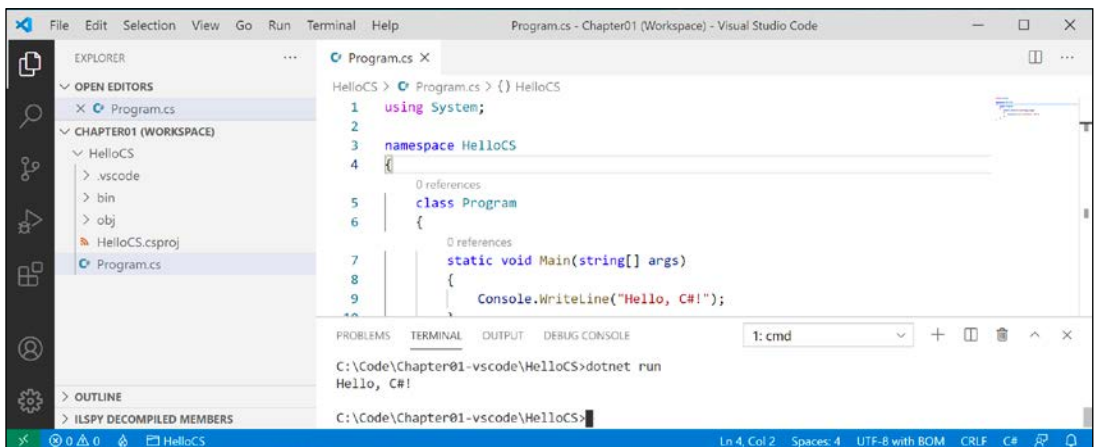 File Edit Selection View Go Run Terminal Help Program.cs - Chapter01 (Workspace) - Visual Studio Code
EXPLORER
OPEN EDITORS
Program.cs
CHAPTER01 (WORKSPACE)
HelloCS
.vscode
bin
obj
HelloCS.csproj
Program.cs
OUTLINE
ILSPY DECOMPILED MEMBERS
Program.cs
HelloCS > Program.cs > {} HelloCS
1 using System;
2
3 namespace HelloCS
4 {
0 references
5 class Program
6 {
0 references
7 static void Main(string[] args)
8 {
9 Console.WriteLine("Hello, C#!");
PROBLEMS TERMINAL OUTPUT DEBUG CONSOLE 1: cmd
C:\Code\Chapter01-vscode\HelloCS>dotnet run
Hello, C#!
C:\Code\Chapter01-vscode\HelloCS>
0 0 HelloCS Ln 4, Col 2 Spaces: 4 UTF-8 with BOM CRLF C#